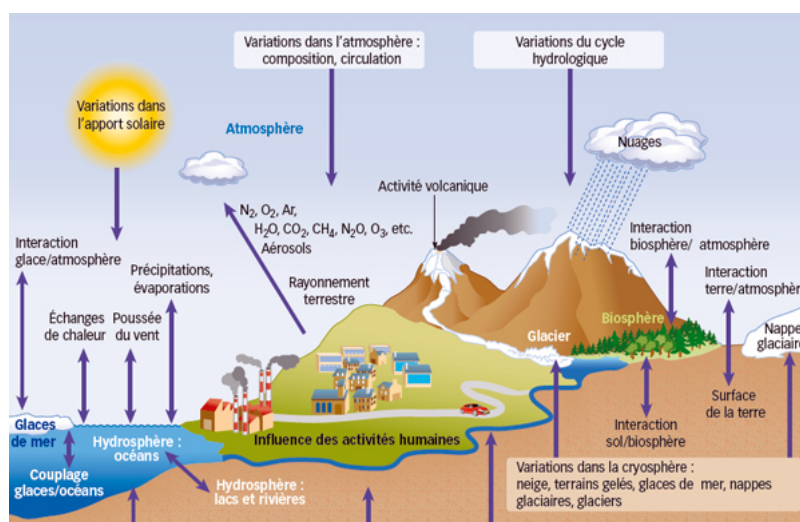 Variations dans l'atmosphère :
composition, circulation
Variations du cycle
hydrologique
Variations dans
l'apport solaire
Atmosphère
Nuages
Activité volcanique
N₂, O₂, Ar,
H₂O, CO₂, CH₄, N₂O, O₃, etc.
Aérosols
Interaction
glace/atmosphère
Précipitations,
évaporations
Rayonnement
terrestre
Interaction
biosphère/ atmosphère
Interaction
terre/atmosphère
Échanges
de chaleur
Poussée
du vent
Glacier
Biosphère
Nappes
glaciaires
Glaces
de mer
Hydrosphère :
océans
Influence des activités humaines
Interaction
sol/biosphère
Surface
de la terre
Couplage
glaces/océans
Hydrosphère :
lacs et rivières
Variations dans la cryosphère :
neige, terrains gelés, glaces de mer, nappes
glaciaires, glaciers